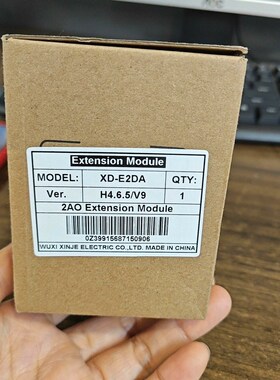 Extension Module
MODEL: XD-E2DA QTY:
Ver. H4.6.5/V9 1
2AO Extension Module
0Z39915687150906
WUXI XINJE ELECTRIC CO.,LTD. MADE IN CHINA